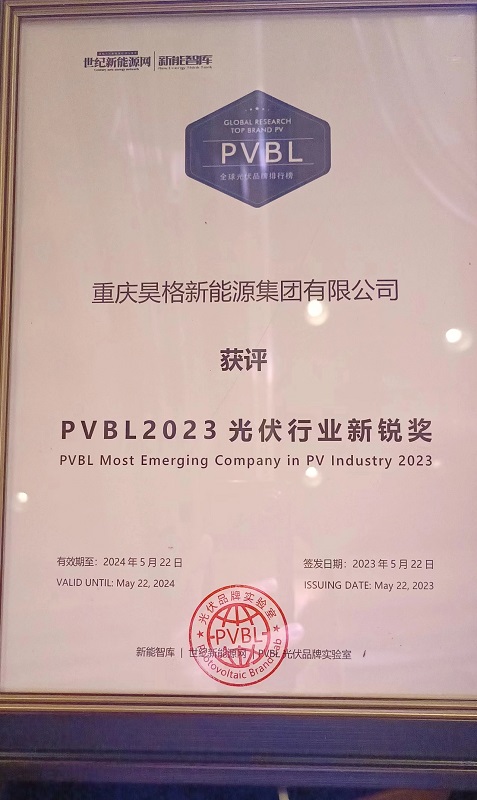 世纪新能源网 新能智库
GLOBAL RESEARCH
TOP BRAND PV
PVBL
全球光伏品牌排行榜
重庆昊格新能源集团有限公司
获评
PVBL2023 光伏行业新锐奖
PVBL Most Emerging Company in PV Industry 2023
有效期至：2024 年 5 月 22 日
签发日期：2023 年 5 月 22 日
VALID UNTIL: May 22, 2024
ISSUING DATE: May 22, 2023
光伏品牌实验室
PVBL
Photovoltaic Brand Lab
新能智库 | 世纪新能源网 | PVBL 光伏品牌实验室